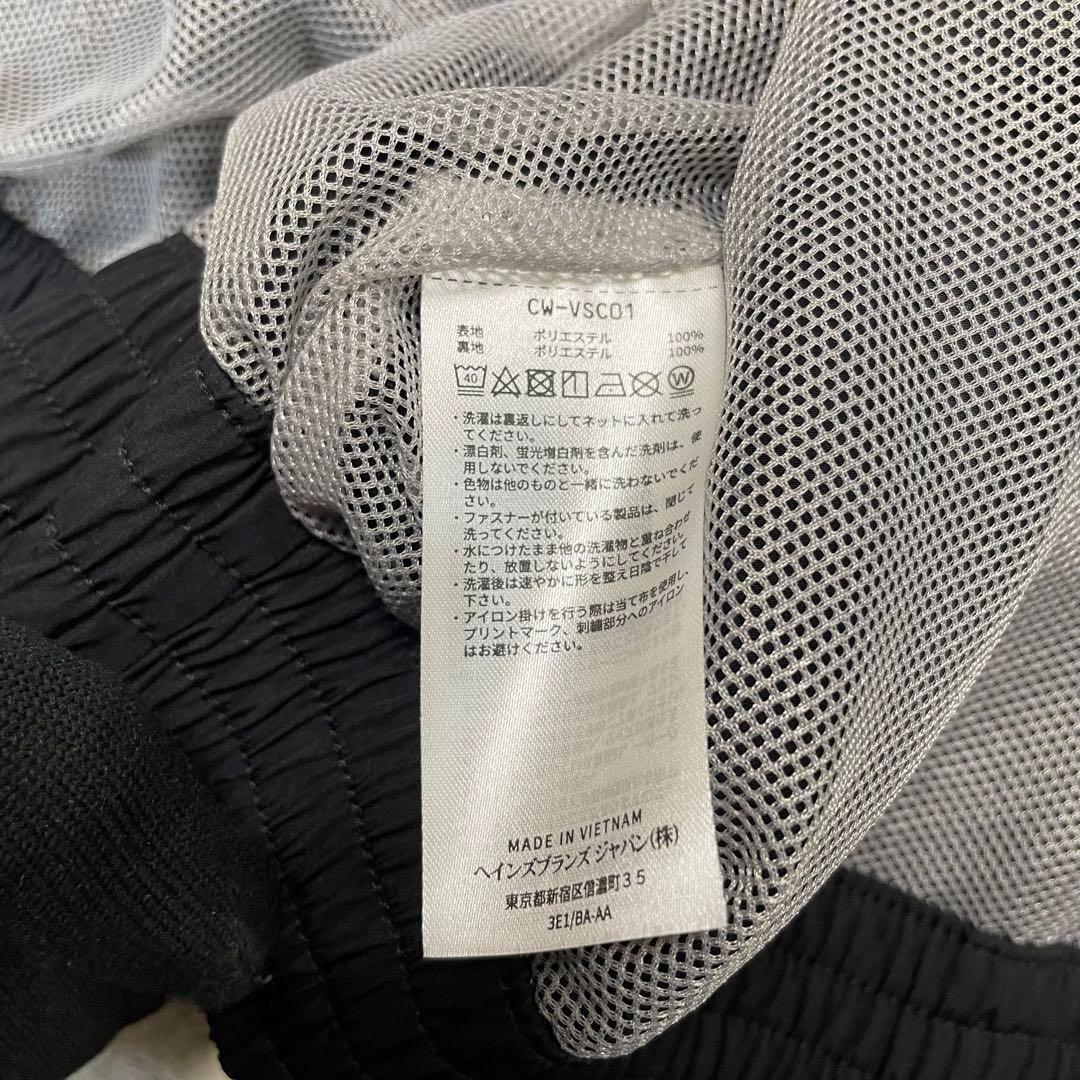 CW-VSC01
表地 ポリエステル 100%
裏地 ポリエステル 100%
40 W
・洗濯は裏返しにしてネットに入れて洗っ
てください。
・漂白剤、蛍光増白剤を含んだ洗剤は、使
用しないでください。
・色物は他のものと一緒に洗わないでくだ
さい。
・ファスナーが付いている製品は、閉じて
洗ってください。
・水につけたまま他の洗濯物と重ね合わせ
たり、放置しないようにしてください。
・洗濯後は速やかに形を整え日陰で干して
下さい。
・アイロン掛けを行う際は当て布を使用し、
プリントマーク、刺繍部分へのアイロン
はお避けください。
MADE IN VIETNAM
ヘインズブランズ ジャパン(株)
東京都新宿区信濃町35
3E1/BA-AA